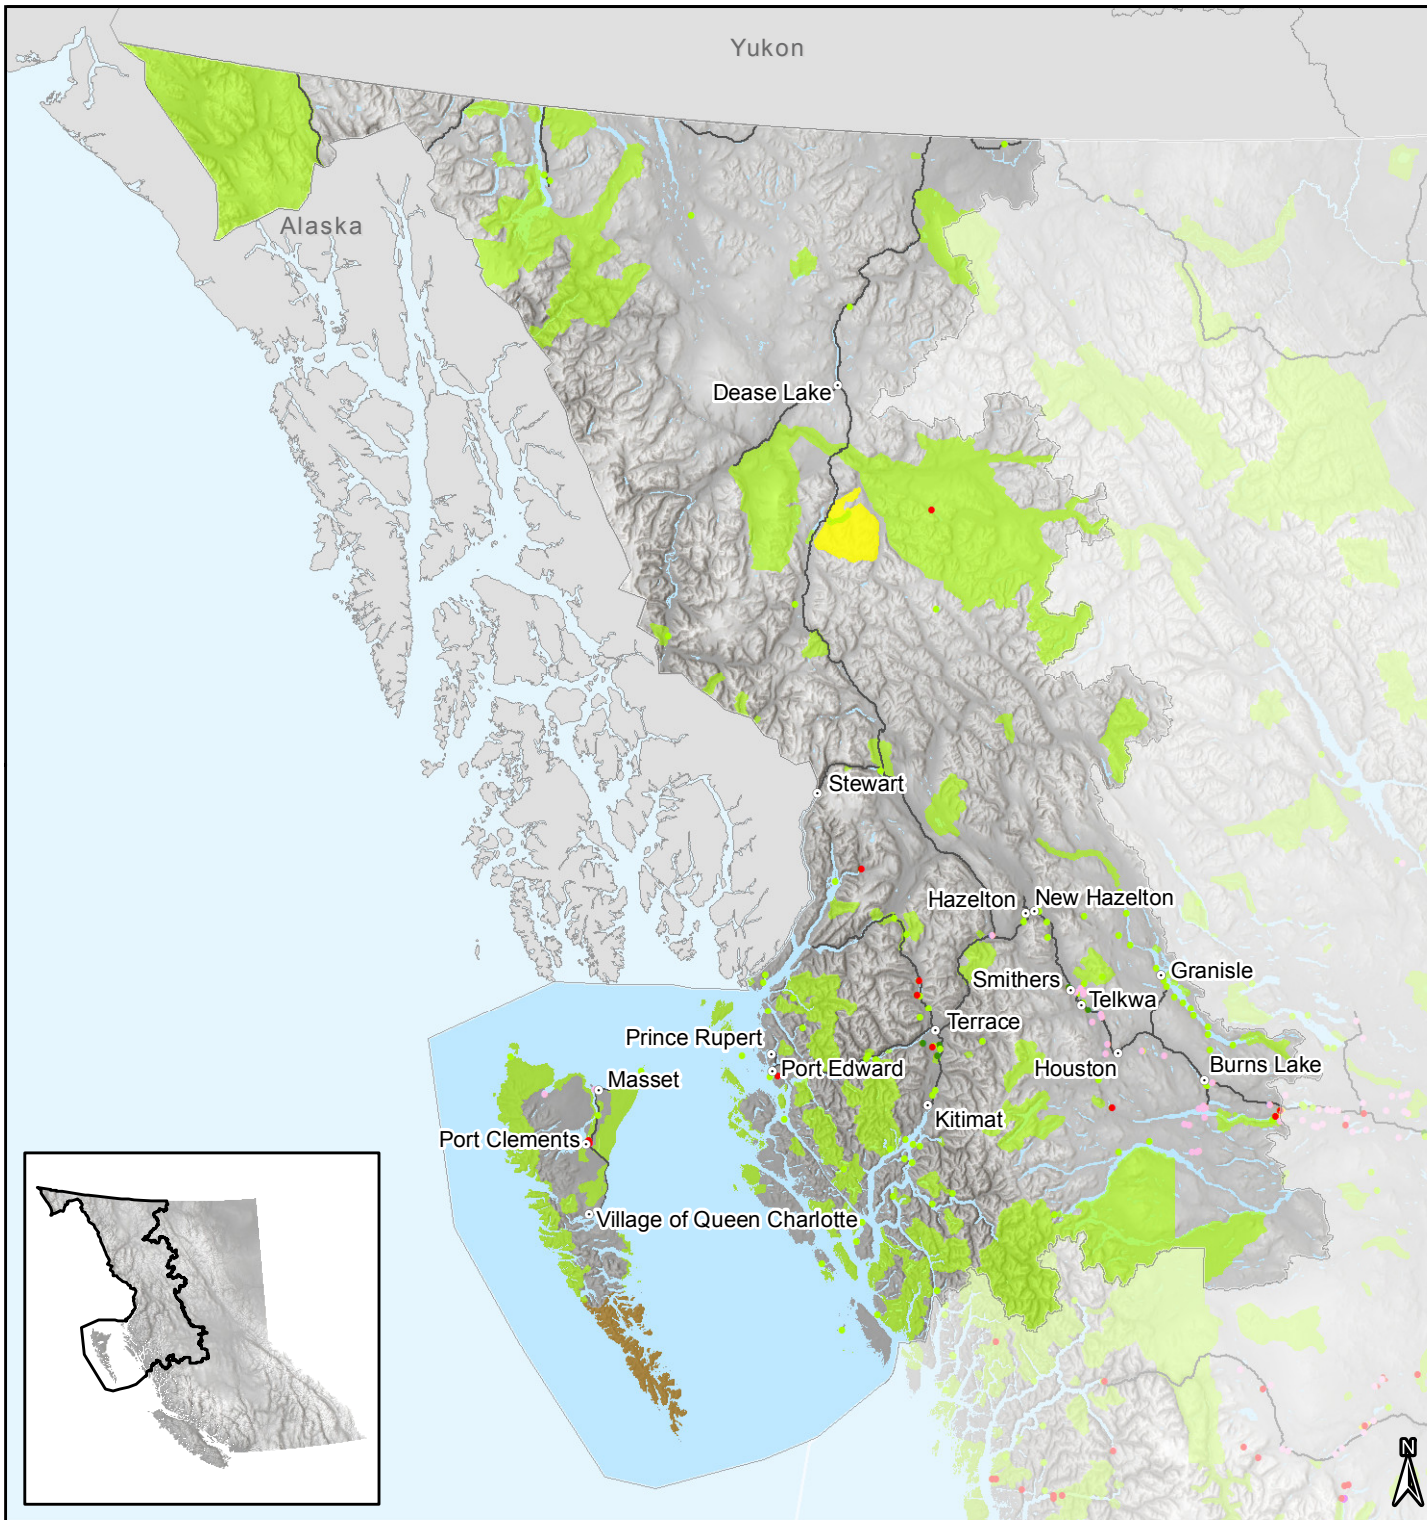 Yukon
Alaska
Dease Lake
Stewart
Hazelton
New Hazelton
Smithers
Granisle
Telkwa
Terrace
Prince Rupert
Port Edward
Houston
Burns Lake
Masset
Kitimat
Port Clements
Village of Queen Charlotte
N